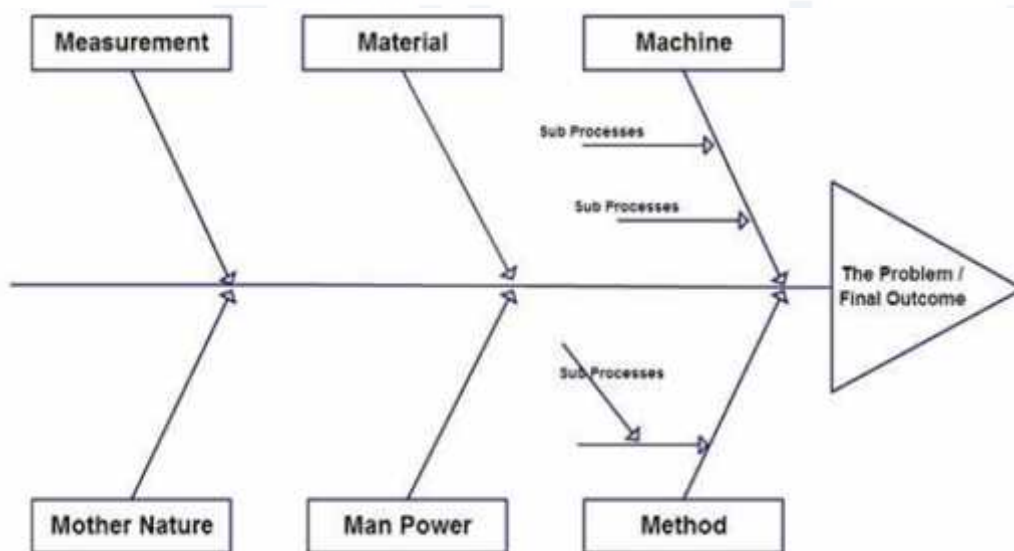 Measurement
Material
Machine
Sub Processes
Sub Processes
The Problem /
Final Outcome
Sub Processes
Mother Nature
Man Power
Method